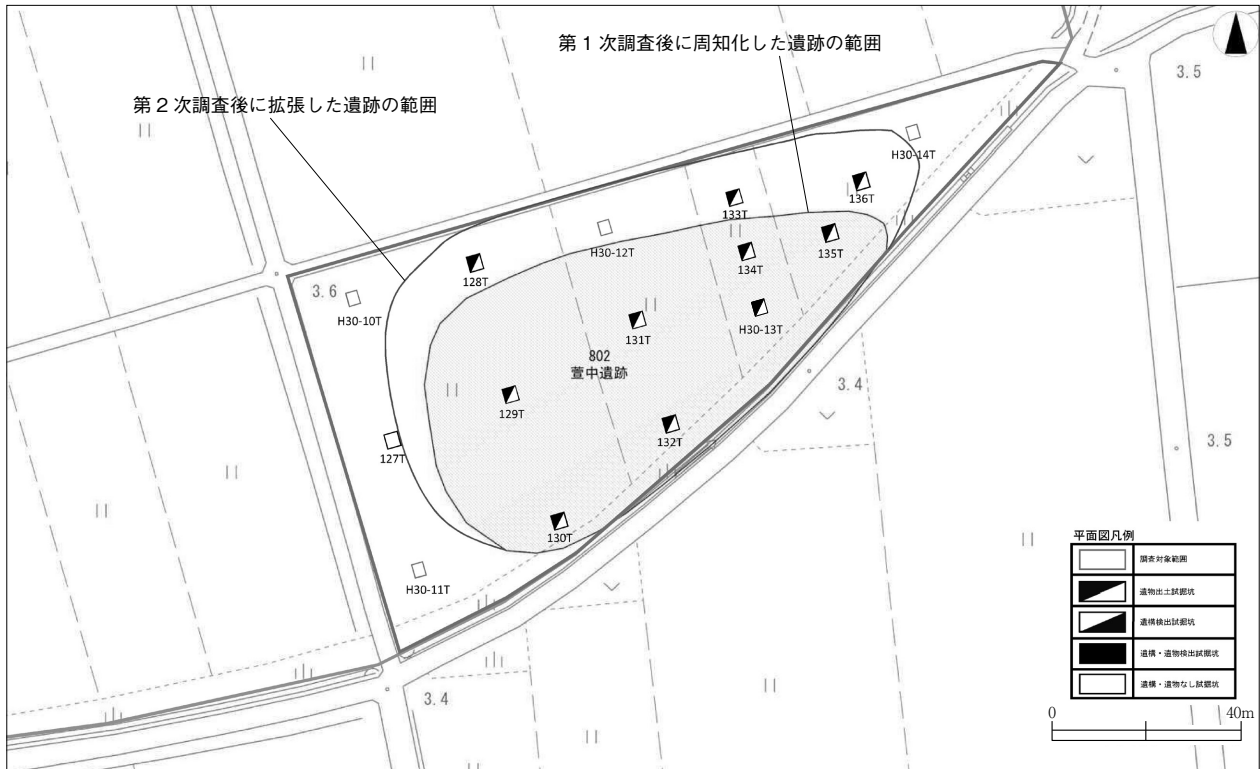 第1次調査後に周知化した遺跡の範囲
第2次調査後に拡張した遺跡の範囲
3.5
H30-14T
136T
133T
H30-12T
135T
134T
128T
3.6
H30-10T
131T
H30-13T
802
萱中遺跡
3.4
129T
132T
127T
3.5
130T
H30-11T
3.4
平面図凡例
調査対象範囲
遺物出土試掘坑
遺構検出試掘坑
遺構・遺物検出試掘坑
遺構・遺物なし試掘坑
0 40m